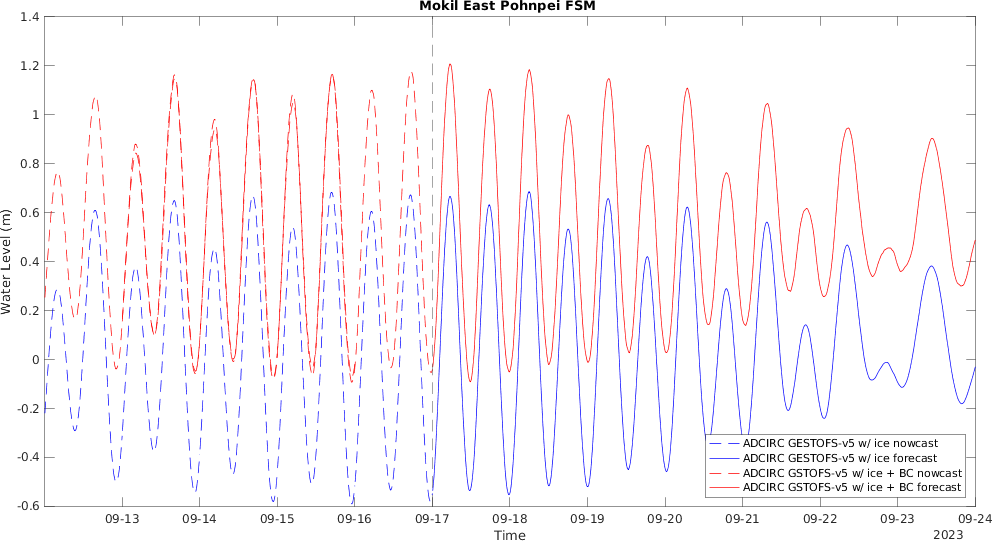 Mokil East Pohnpei FSM
1.4
1.2
1
0.8
0.6
0.4
0.2
0
-0.2
-0.4
-0.6
Water Level (m)
ADCIRC GESTOFS-v5 w/ ice nowcast
ADCIRC GESTOFS-v5 w/ ice forecast
ADCIRC GSTOFS-v5 w/ ice + BC nowcast
ADCIRC GSTOFS-v5 w/ ice + BC forecast
09-13 09-14 09-15 09-16 09-17 09-18 09-19 09-20 09-21 09-22 09-23 09-24
Time
2023